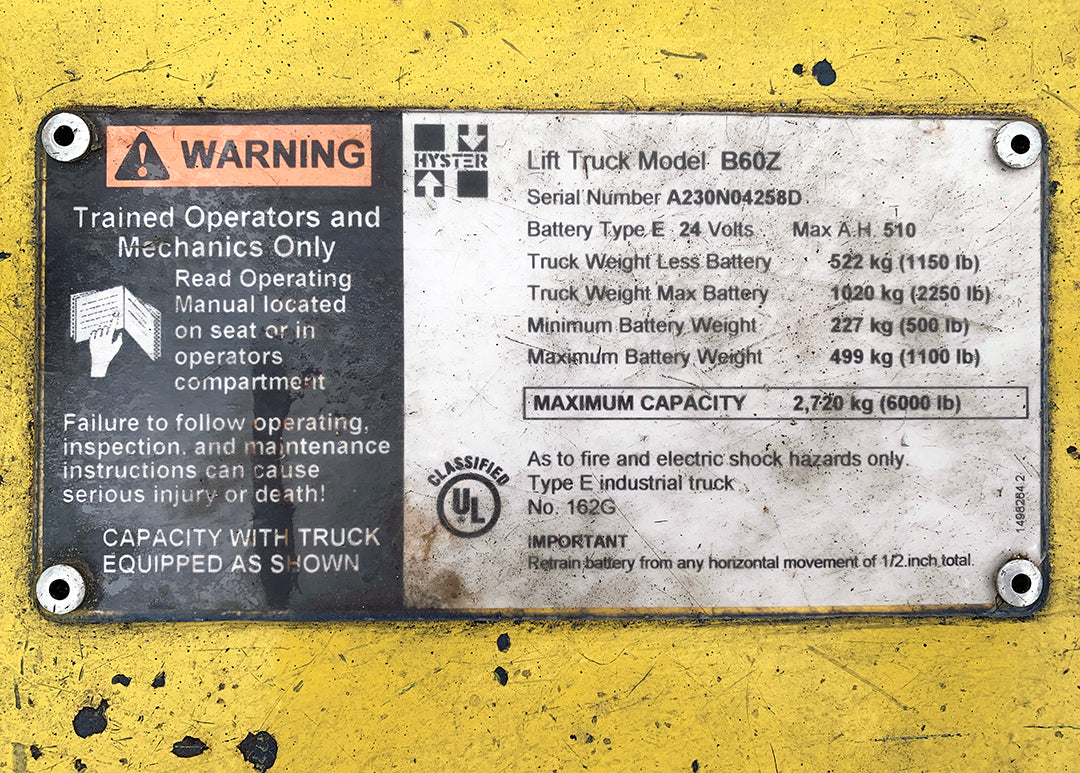 WARNING
Trained Operators and
Mechanics Only
Read Operating
Manual located
on seat or in
operators
compartment
Failure to follow operating,
inspection, and maintenance
instructions can cause
serious injury or death!
CAPACITY WITH TRUCK
EQUIPPED AS SHOWN
HYSTER
Lift Truck Model B60Z
Serial Number A230N04258D
Battery Type E 24 Volts Max A.H 510
Truck Weight Less Battery 522 kg (1150 lb)
Truck Weight Max Battery 1020 kg (2250 lb)
Minimum Battery Weight 227 kg (500 lb)
Maximum Battery Weight 499 kg (1100 lb)
MAXIMUM CAPACITY 2,720 kg (6000 lb)
CLASSIFIED
UL
As to fire and electric shock hazards only
Type E industrial truck
No. 162G
IMPORTANT
Retrain battery from any horizontal movement of 1/2 inch total.
1498284.2